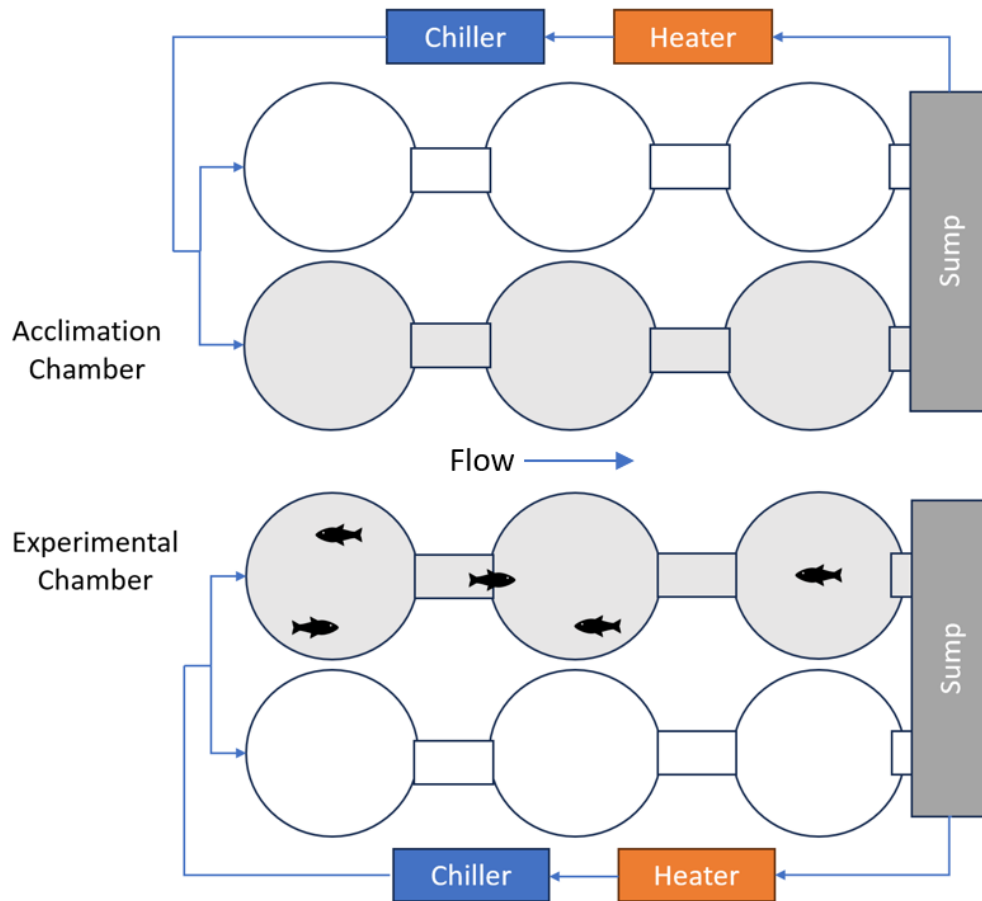 Chiller
Heater
Sump
Acclimation
Chamber
Flow
Experimental
Chamber
Sump
Chiller
Heater